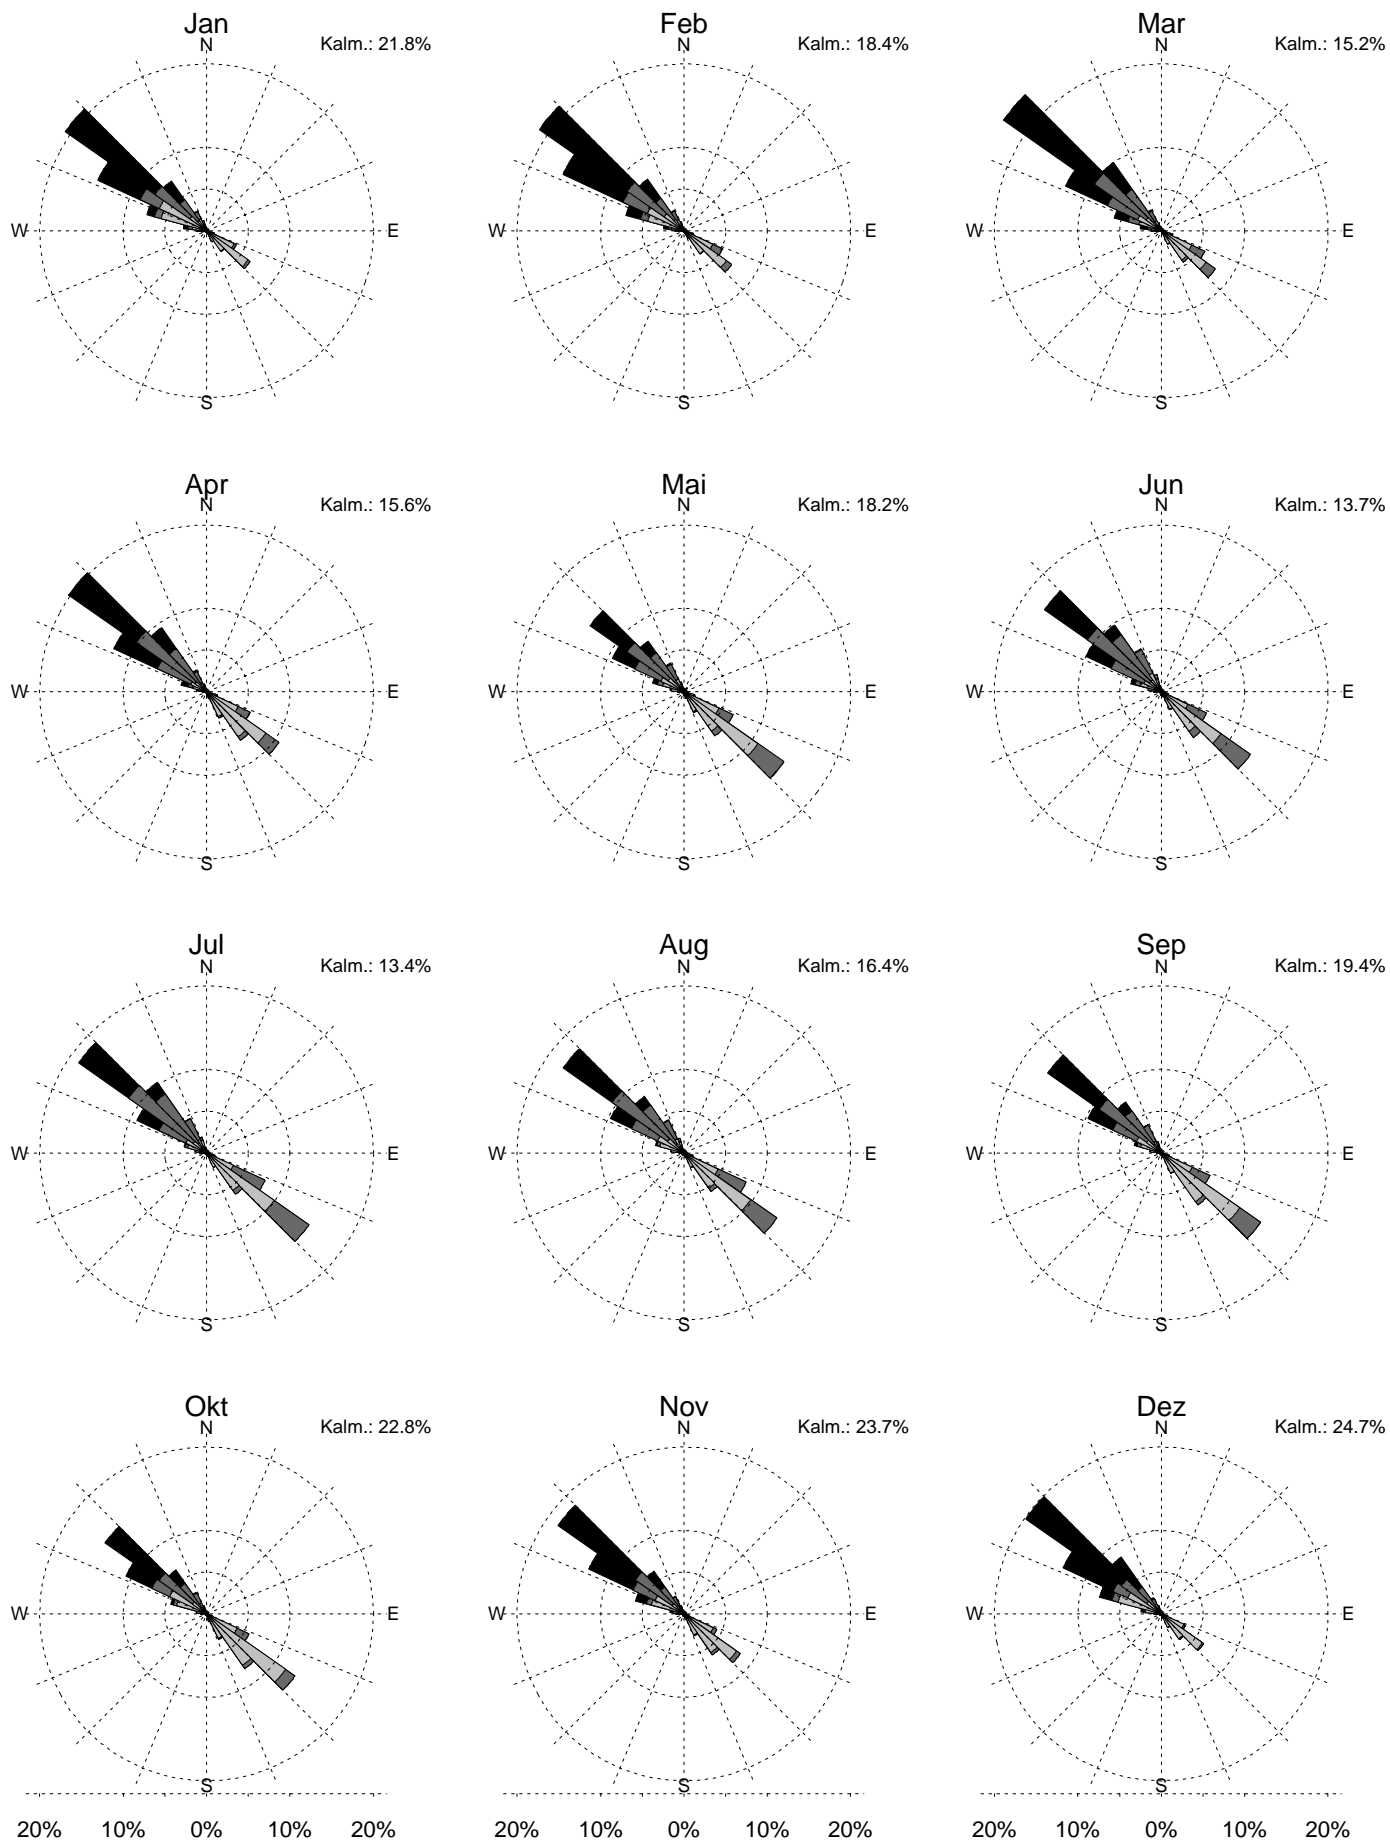 Jan
N
Kalm.: 21.8%
W
E
S
Feb
N
Kalm.: 18.4%
W
E
S
Mar
N
Kalm.: 15.2%
W
E
S
Apr
N
Kalm.: 15.6%
W
E
S
Mai
N
Kalm.: 18.2%
W
E
S
Jun
N
Kalm.: 13.7%
W
E
S
Jul
N
Kalm.: 13.4%
W
E
S
Aug
N
Kalm.: 16.4%
W
E
S
Sep
N
Kalm.: 19.4%
W
E
S
Okt
N
Kalm.: 22.8%
W
E
S
Nov
N
Kalm.: 23.7%
W
E
S
Dez
N
Kalm.: 24.7%
W
E
S
20% 10% 0% 10% 20%
20% 10% 0% 10% 20%
20% 10% 0% 10% 20%